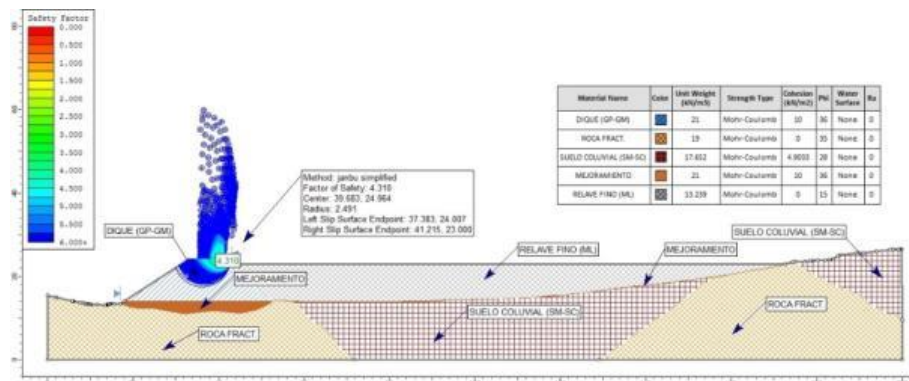 Safety Factor
0.000
0.500
1.000
1.500
2.000
2.500
3.000
3.500
4.000
4.500
5.000
5.500
6.000+
Material Name Color Unit Weight (kN/m3) Strength Type Cohesion (kN/m2) Phi Water Surface Ru
DIQUE (GP-GM) 21 Mohr-Coulomb 10 36 None 0
ROCA FRACT. 19 Mohr-Coulomb 0 35 None 0
SUELO COLUVIAL (SM-SC) 17.652 Mohr-Coulomb 4.9033 28 None 0
MEJORAMIENTO 21 Mohr-Coulomb 10 36 None 0
RELAVE FINO (ML) 13.239 Mohr-Coulomb 0 15 None 0
Method: janbu simplified
Factor of Safety: 4.310
Center: 39.683, 24.964
Radius: 2.491
Left Slip Surface Endpoint: 37.383, 24.007
Right Slip Surface Endpoint: 41.215, 23.000
DIQUE (GP-GM)
4.310
MEJORAMIENTO
RELAVE FINO (ML)
MEJORAMIENTO
SUELO COLUVIAL (SM-SC)
ROCA FRACT.
SUELO COLUVIAL (SM-SC)
ROCA FRACT.